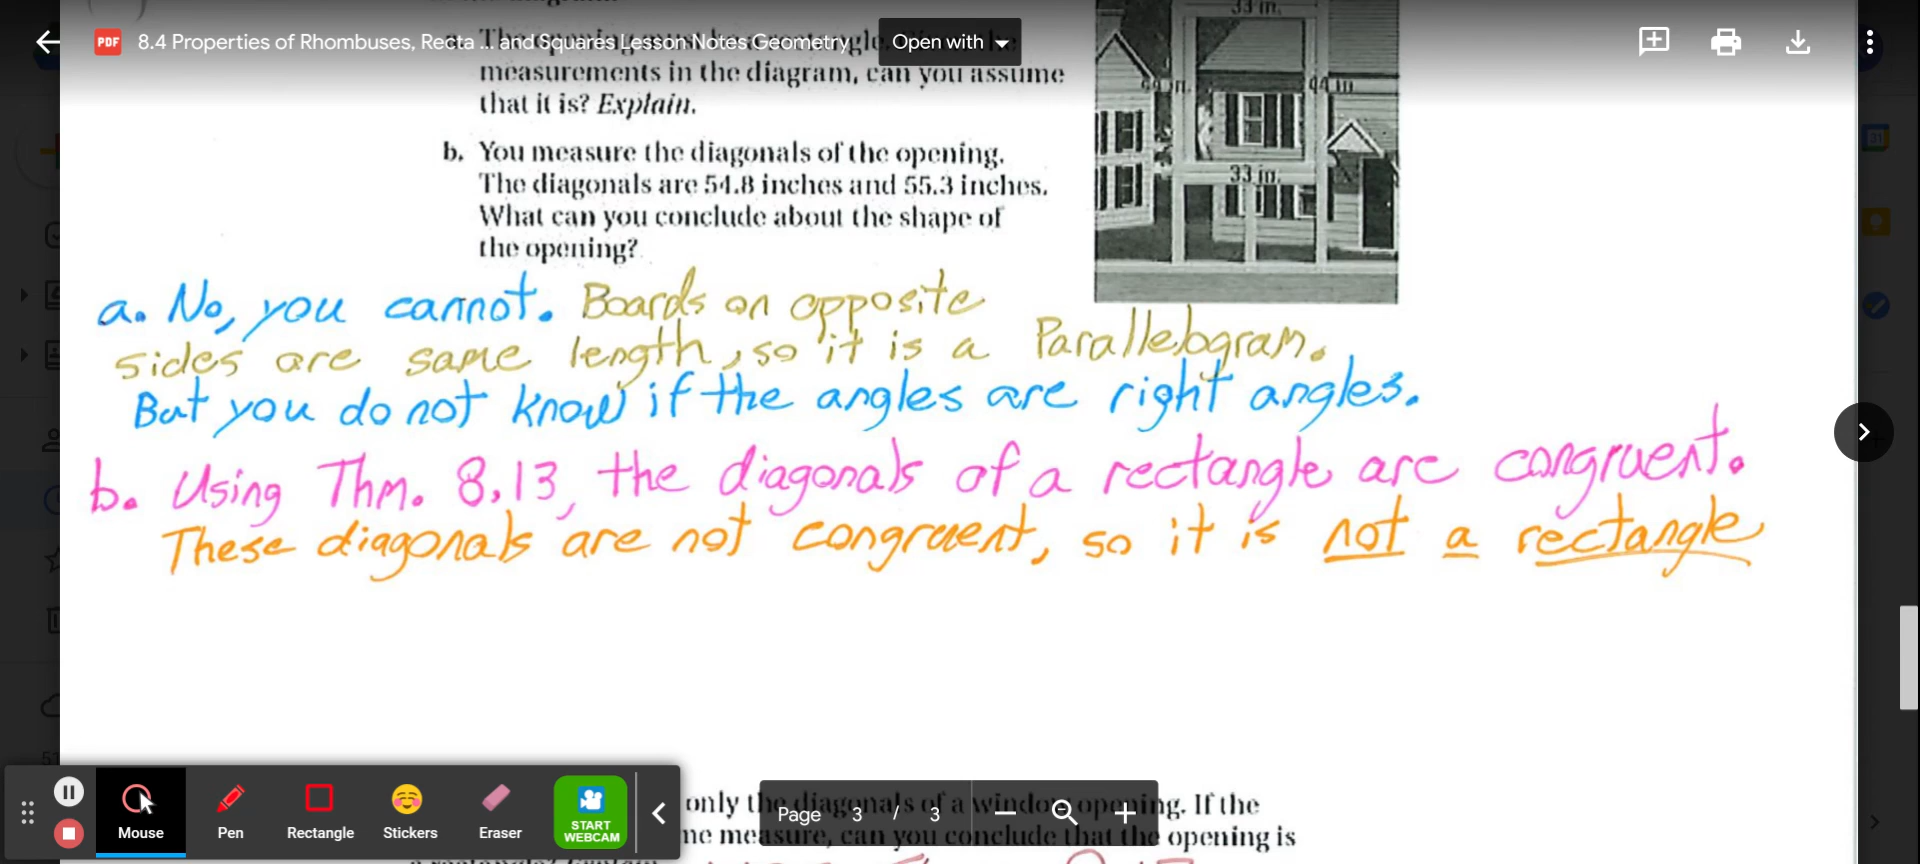 33 in.
8.4 Properties of Rhombuses, Recta ... and Squares Lesson Notes Geometry
Open with
measurements in the diagram, can you assume
that it is? Explain.
44 in.
44 in
b. You measure the diagonals of the opening.
The diagonals are 54.8 inches and 55.3 inches.
What can you conclude about the shape of
the opening?
33 in.
a. No, you cannot. Boards on opposite
sides are same length, so it is a Parallelogram.
But you do not know if the angles are right angles.
b. Using Thm. 8.13, the diagonals of a rectangle are congruent.
These diagonals are not congruent, so it is not a rectangle
only the diagonals of a window opening. If the
me measure, can you conclude that the opening is
Page 3 / 3
Mouse
Pen
Rectangle
Stickers
Eraser
START
WEBCAM
PDF
31